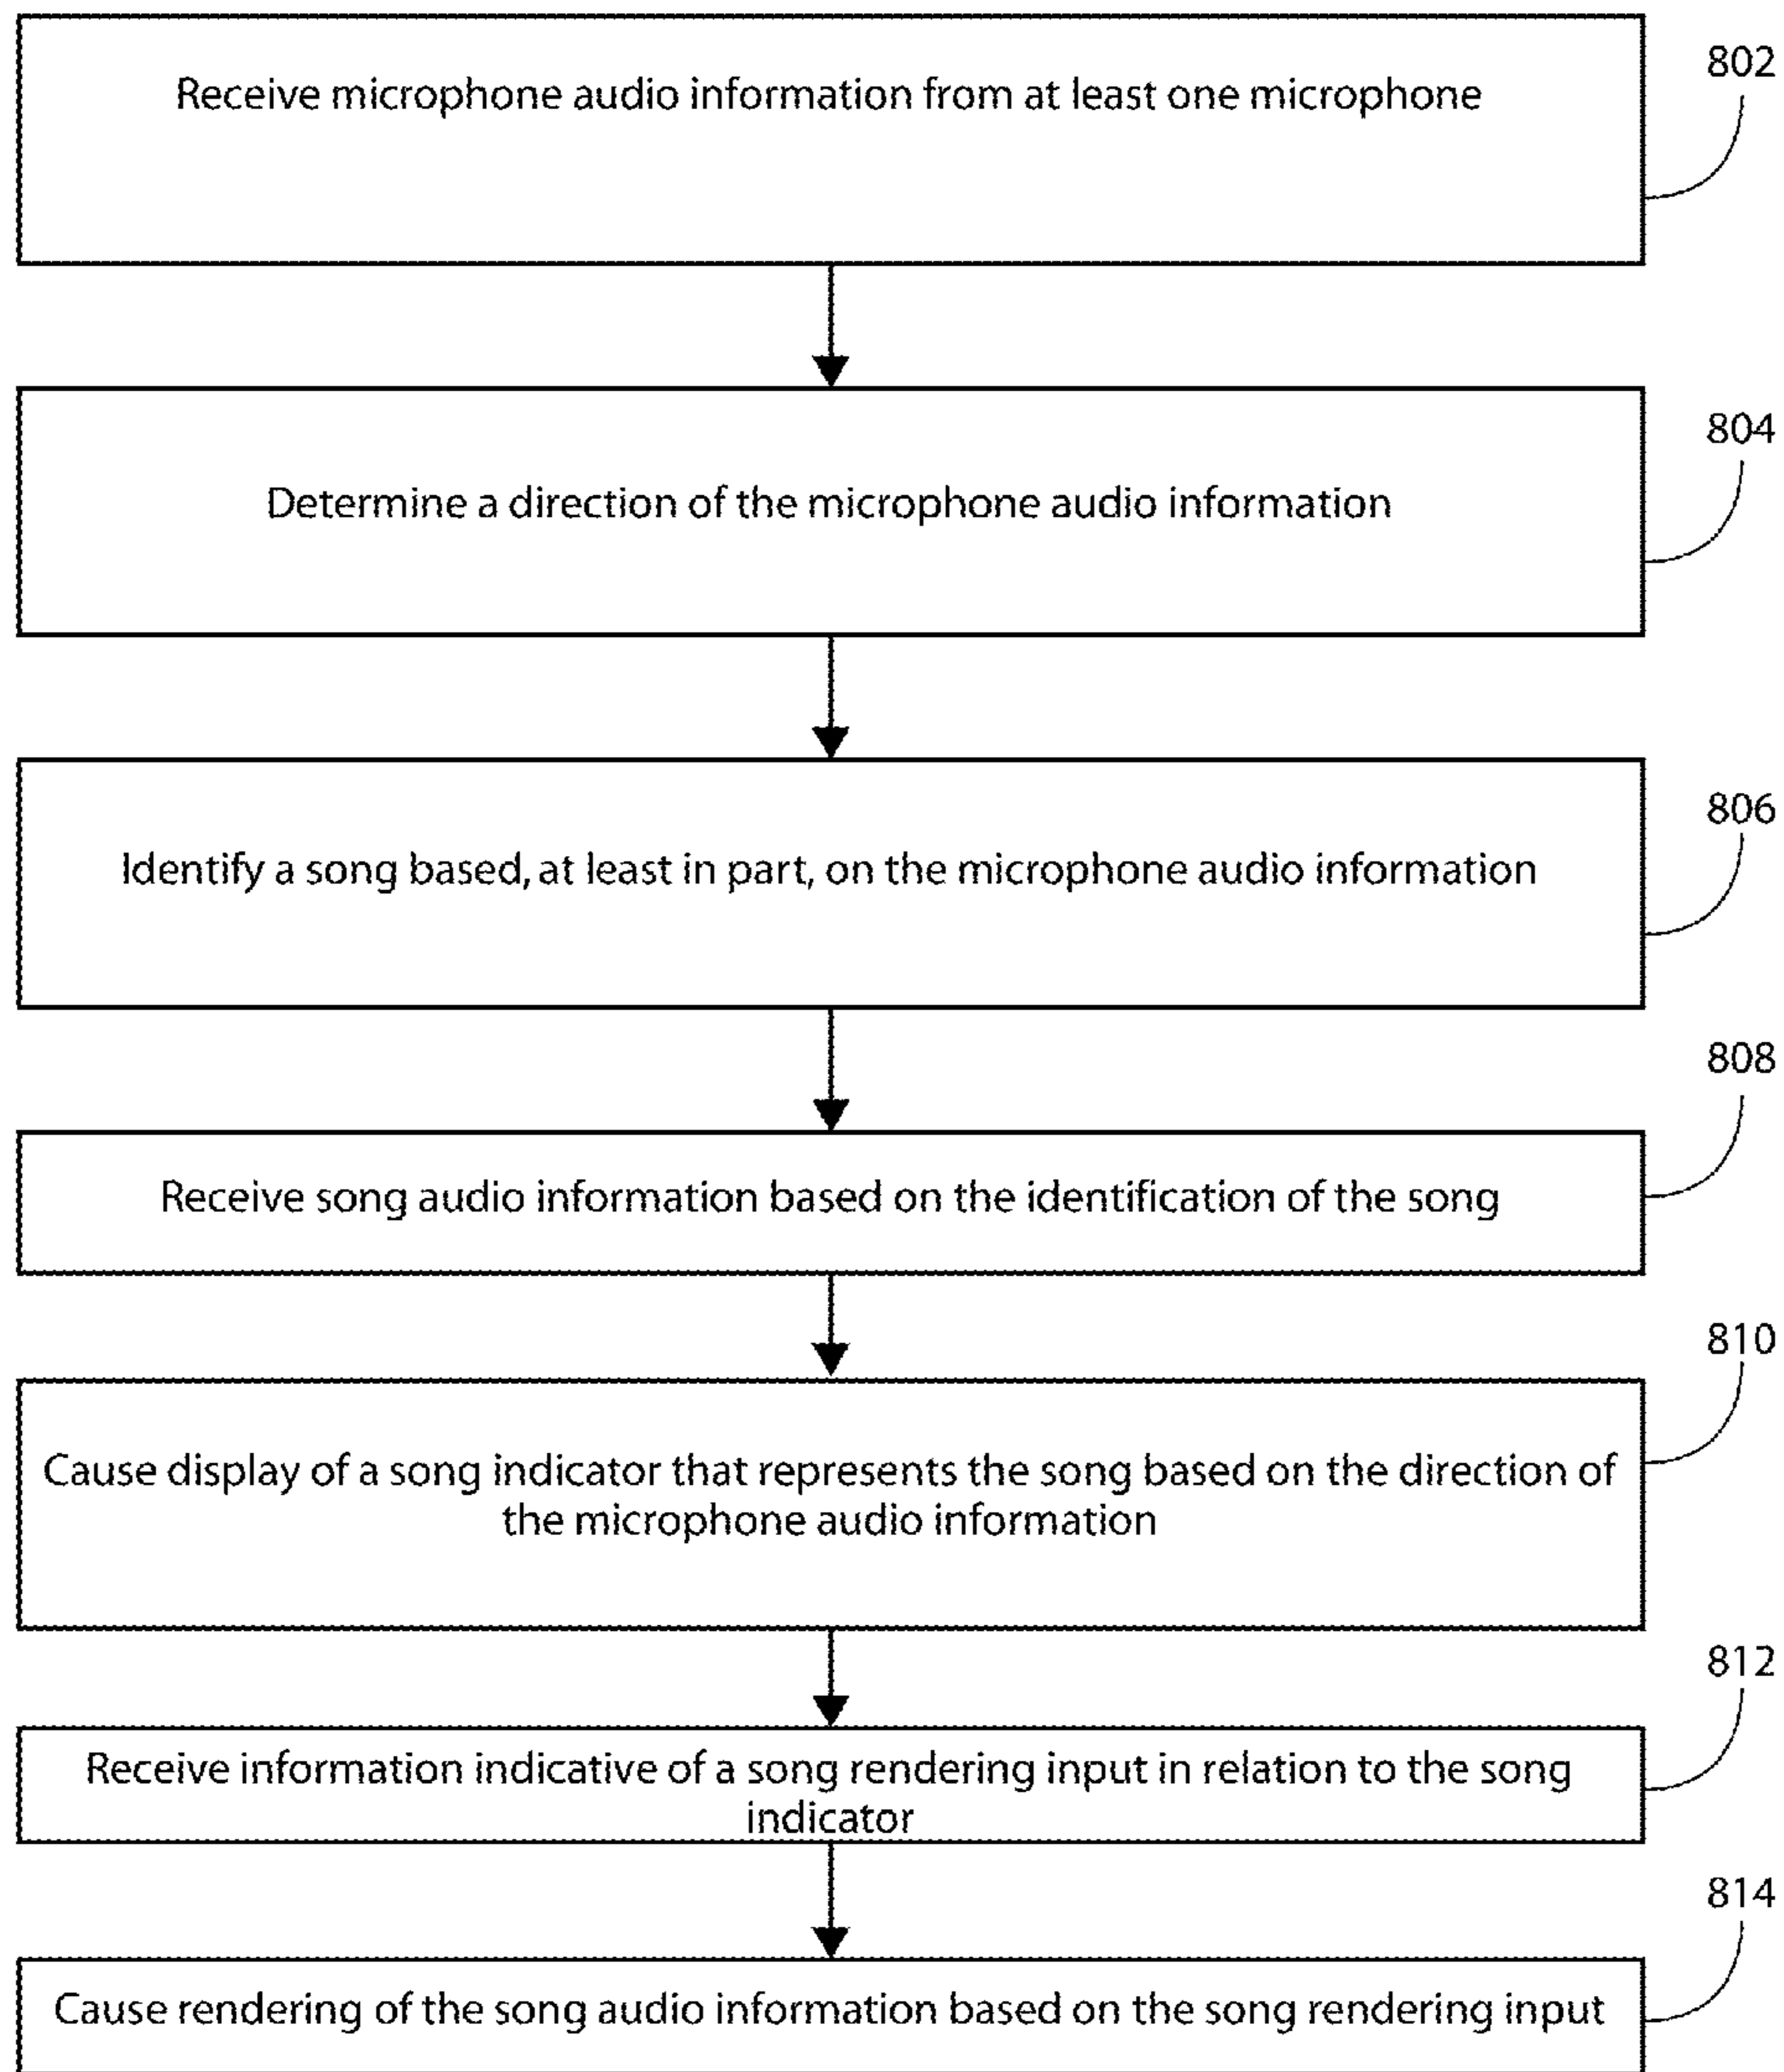 Receive microphone audio information from at least one microphone
802
Determine a direction of the microphone audio information
804
Identify a song based, at least in part, on the microphone audio information
806
Receive song audio information based on the identification of the song
808
Cause display of a song indicator that represents the song based on the direction of
the microphone audio information
810
Receive information indicative of a song rendering input in relation to the song
indicator
812
Cause rendering of the song audio information based on the song rendering input
814